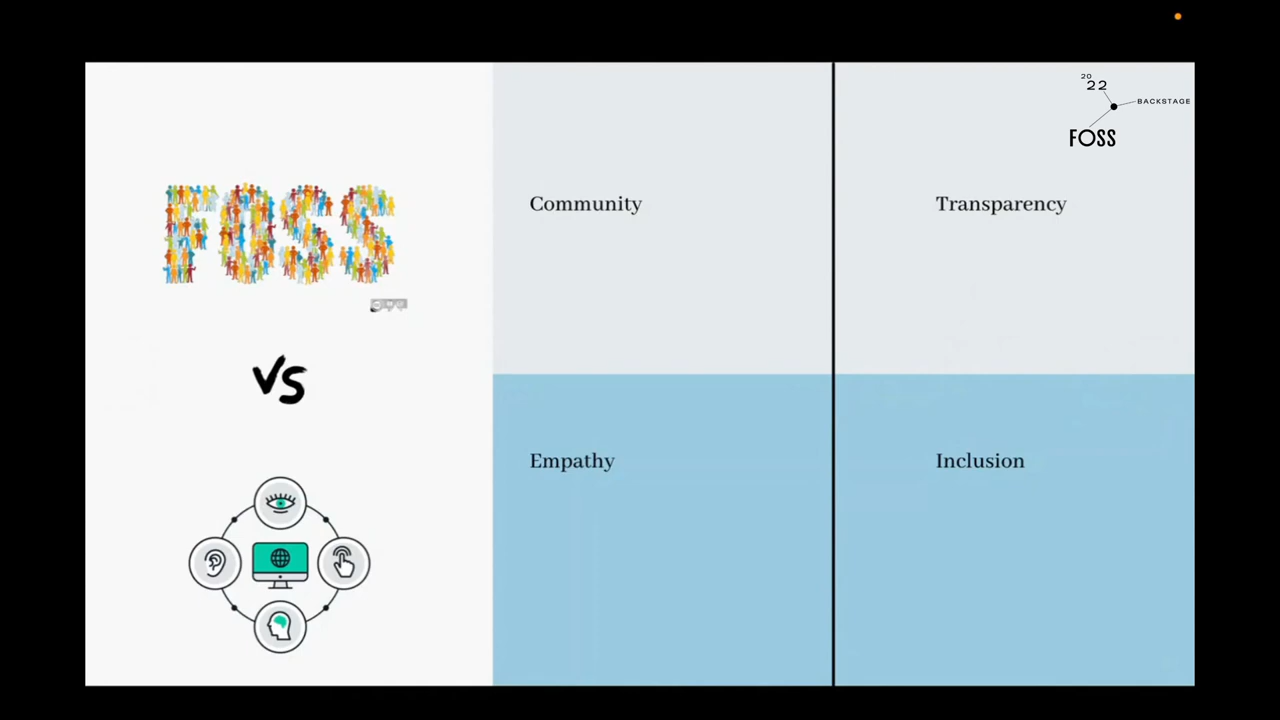 20
22
BACKSTAGE
FOSS
FOSS
Community
Transparency
VS
Empathy
Inclusion